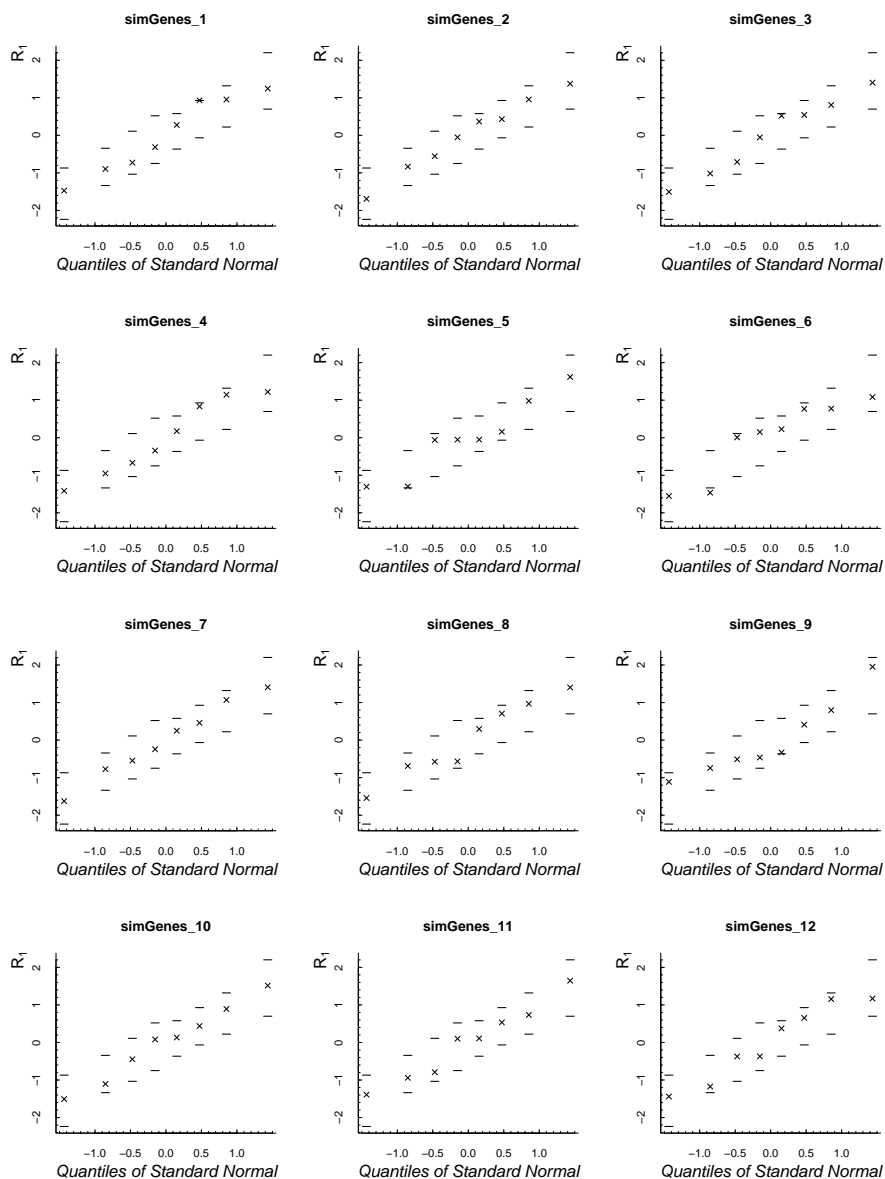 simGenes_1 simGenes_2 simGenes_3
R1 R1 R1
2 2 2
1 1 1
0 0 0
−1 −1 −1
−2 −2 −2
−1.0 −0.5 0.0 0.5 1.0 −1.0 −0.5 0.0 0.5 1.0 −1.0 −0.5 0.0 0.5 1.0
Quantiles of Standard Normal Quantiles of Standard Normal Quantiles of Standard Normal
simGenes_4 simGenes_5 simGenes_6
R1 R1 R1
2 2 2
1 1 1
0 0 0
−1 −1 −1
−2 −2 −2
−1.0 −0.5 0.0 0.5 1.0 −1.0 −0.5 0.0 0.5 1.0 −1.0 −0.5 0.0 0.5 1.0
Quantiles of Standard Normal Quantiles of Standard Normal Quantiles of Standard Normal
simGenes_7 simGenes_8 simGenes_9
R1 R1 R1
2 2 2
1 1 1
0 0 0
−1 −1 −1
−2 −2 −2
−1.0 −0.5 0.0 0.5 1.0 −1.0 −0.5 0.0 0.5 1.0 −1.0 −0.5 0.0 0.5 1.0
Quantiles of Standard Normal Quantiles of Standard Normal Quantiles of Standard Normal
simGenes_10 simGenes_11 simGenes_12
R1 R1 R1
2 2 2
1 1 1
0 0 0
−1 −1 −1
−2 −2 −2
−1.0 −0.5 0.0 0.5 1.0 −1.0 −0.5 0.0 0.5 1.0 −1.0 −0.5 0.0 0.5 1.0
Quantiles of Standard Normal Quantiles of Standard Normal Quantiles of Standard Normal